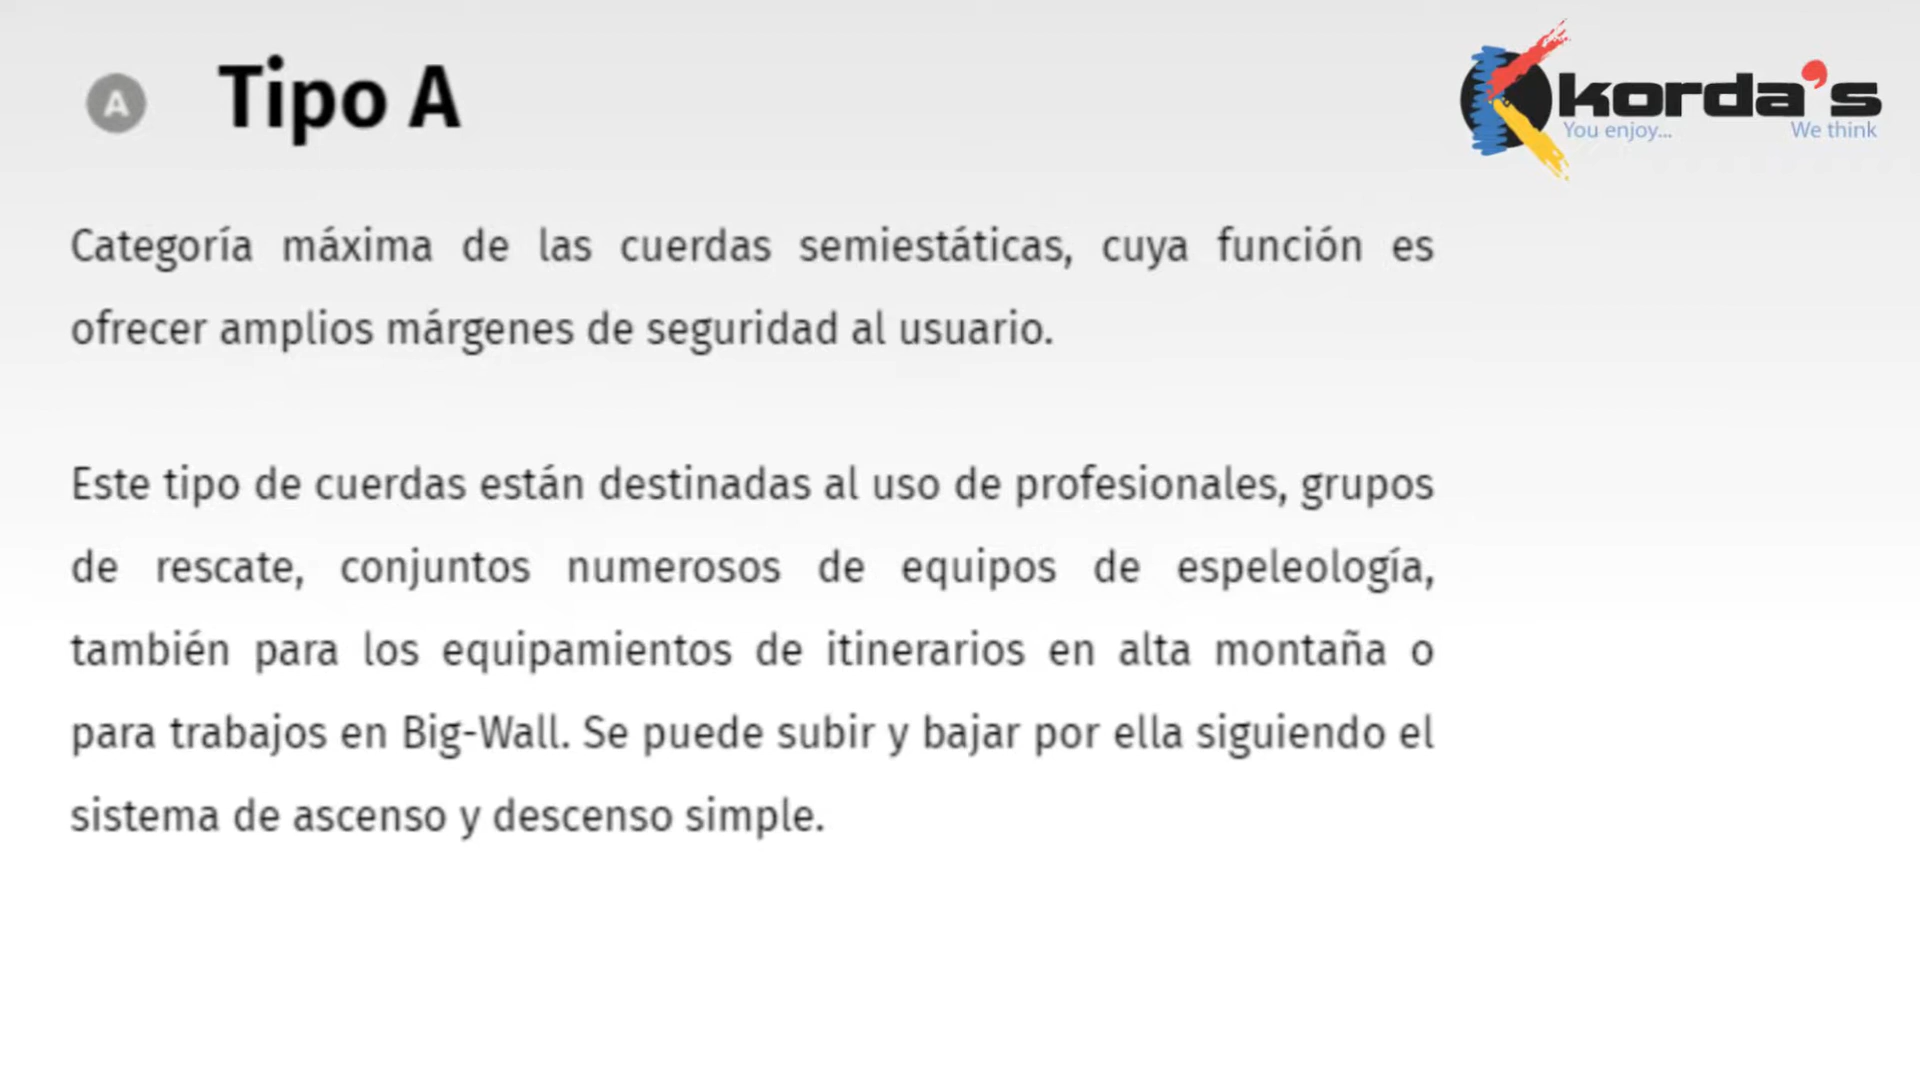 A Tipo A
korda's
You enjoy... We think
Categoría máxima de las cuerdas semiestáticas, cuya función es
ofrecer amplios márgenes de seguridad al usuario.
Este tipo de cuerdas están destinadas al uso de profesionales, grupos
de rescate, conjuntos numerosos de equipos de espeleología,
también para los equipamientos de itinerarios en alta montaña o
para trabajos en Big-Wall. Se puede subir y bajar por ella siguiendo el
sistema de ascenso y descenso simple.